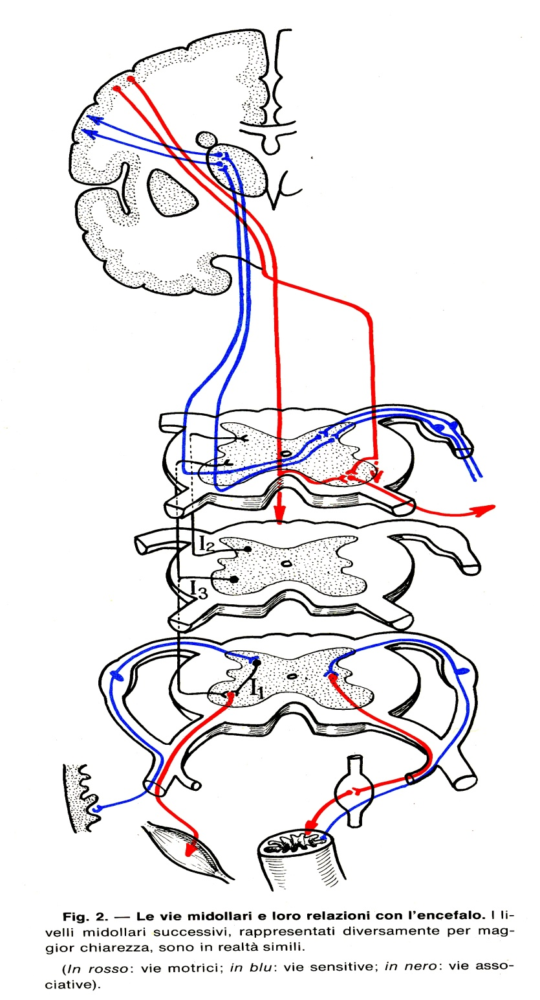 I2
I3
I1
Fig. 2. — Le vie midollari e loro relazioni con l'encefalo. I li-
velli midollari successivi, rappresentati diversamente per mag-
gior chiarezza, sono in realtà simili.
(In rosso: vie motrici; in blu: vie sensitive; in nero: vie asso-
ciative).